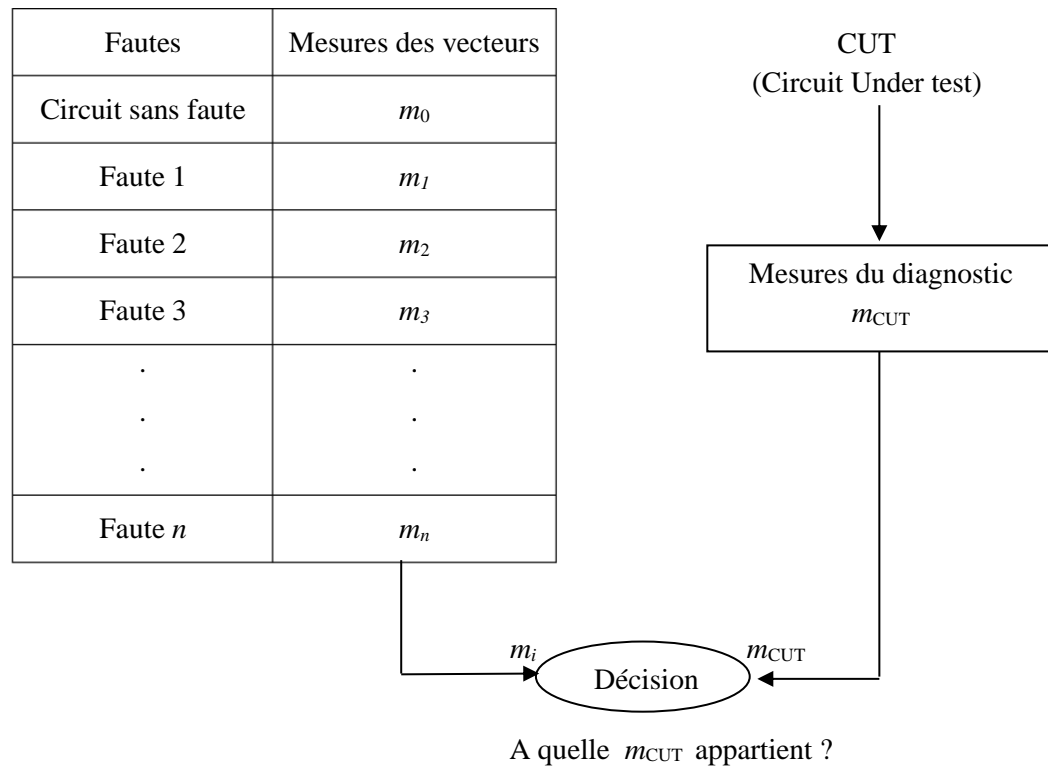 Fautes Mesures des vecteurs
Circuit sans faute m0
Faute 1 m1
Faute 2 m2
Faute 3 m3
. .
. .
. .
Faute n mn
CUT
(Circuit Under test)
Mesures du diagnostic
mCUT
mi
mCUT
Décision
A quelle mCUT appartient ?